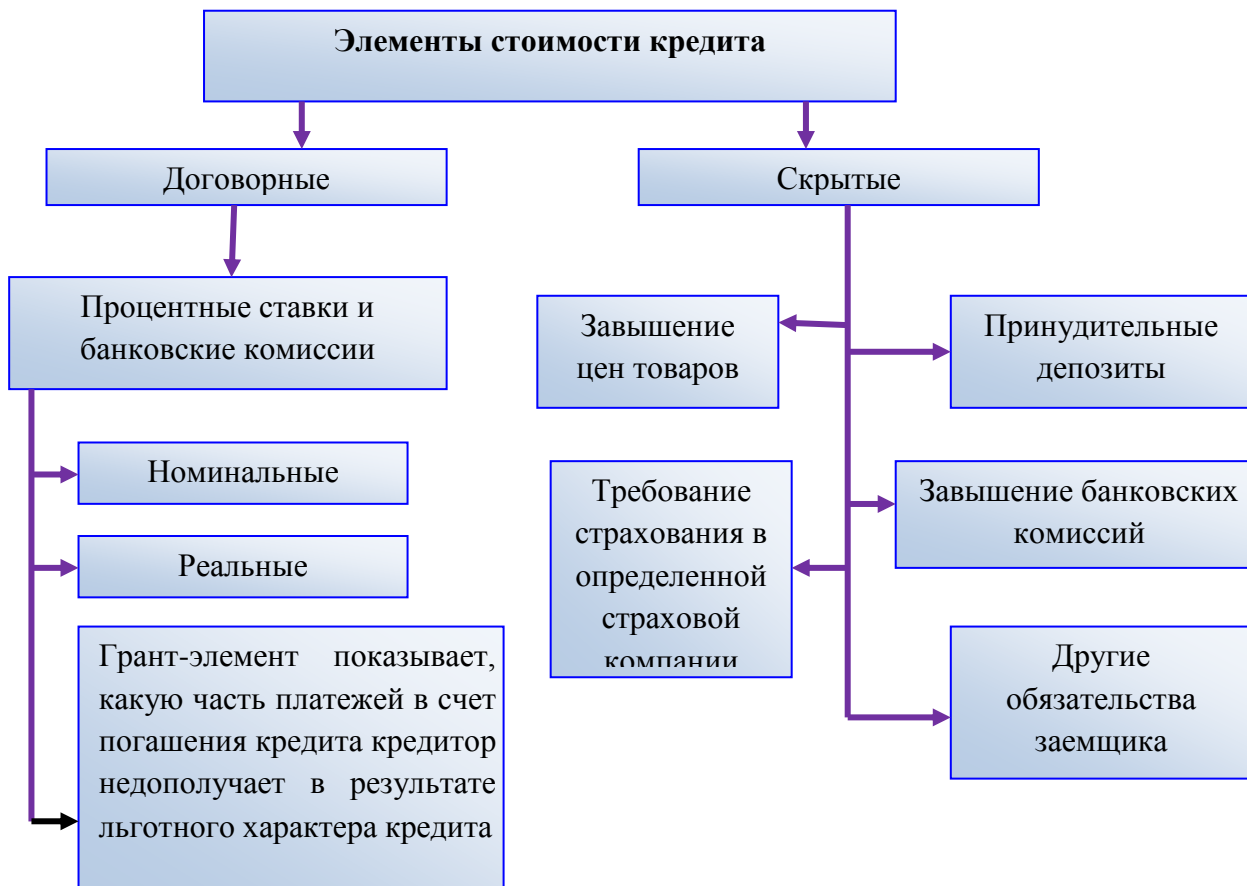 Элементы стоимости кредита
Договорные
Скрытые
Процентные ставки и
банковские комиссии
Номинальные
Реальные
Грант-элемент показывает,
какую часть платежей в счет
погашения кредита кредитор
недополучает в результате
льготного характера кредита
Завышение
цен товаров
Принудительные
депозиты
Требование
страхования в
определенной
страховой
компании
Завышение банковских
комиссий
Другие
обязательства
заемщика